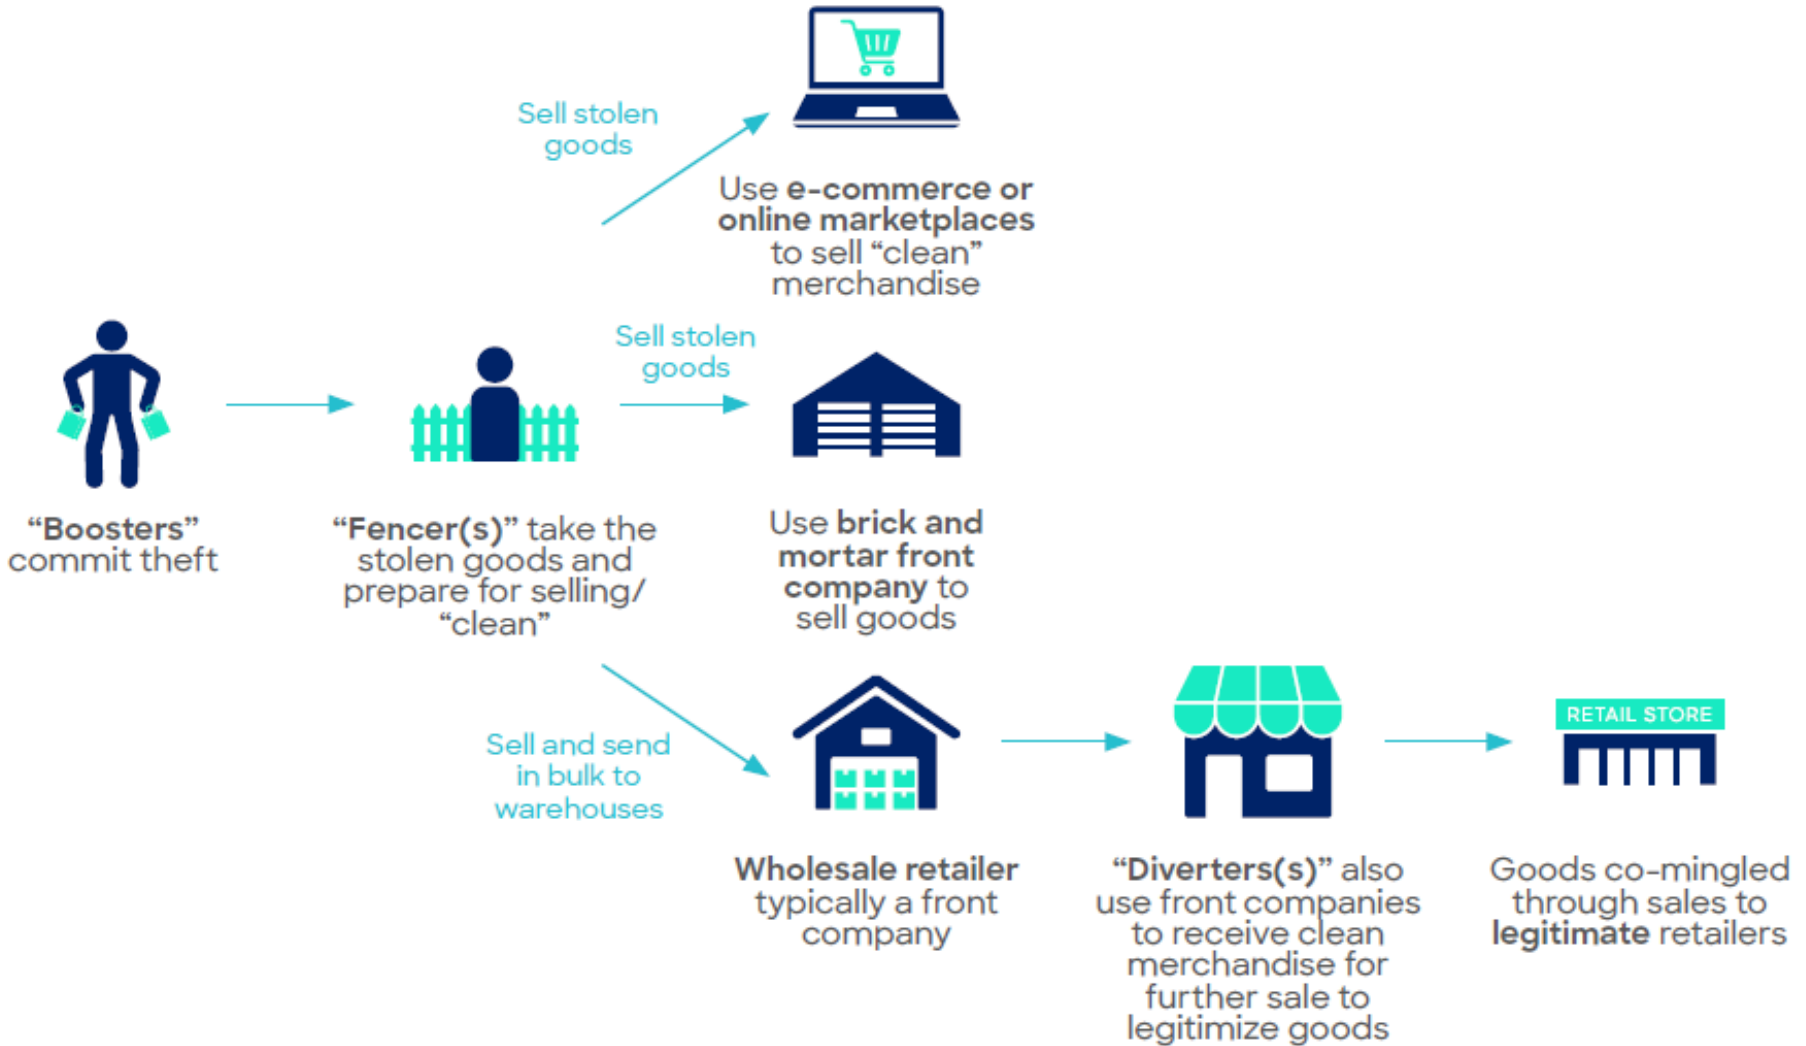 Sell stolen
goods
Use e-commerce or
online marketplaces
to sell “clean”
merchandise
“Boosters”
commit theft
“Fencer(s)” take the
stolen goods and
prepare for selling/
“clean”
Sell stolen
goods
Use brick and
mortar front
company to
sell goods
Sell and send
in bulk to
warehouses
Wholesale retailer
typically a front
company
“Diverters(s)” also
use front companies
to receive clean
merchandise for
further sale to
legitimize goods
RETAIL STORE
Goods co-mingled
through sales to
legitimate retailers